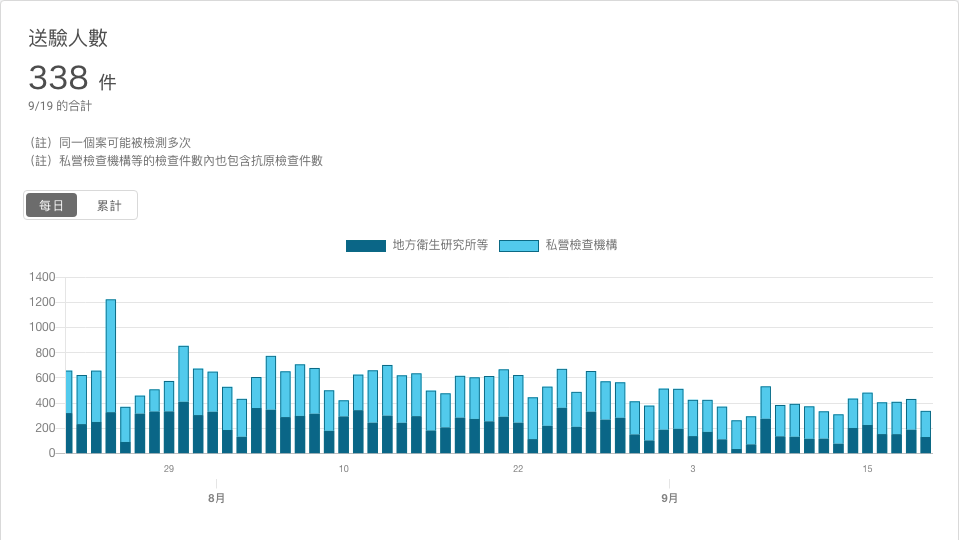 送驗人數
338 件
9/19 的合計
（註）同一個案可能被檢測多次
（註）私營檢查機構等的檢查件數內也包含抗原檢查件數
每日 累計
地方衛生研究所等 私營檢查機構
1400
1200
1000
800
600
400
200
0
29 10 22 3 15
8月 9月